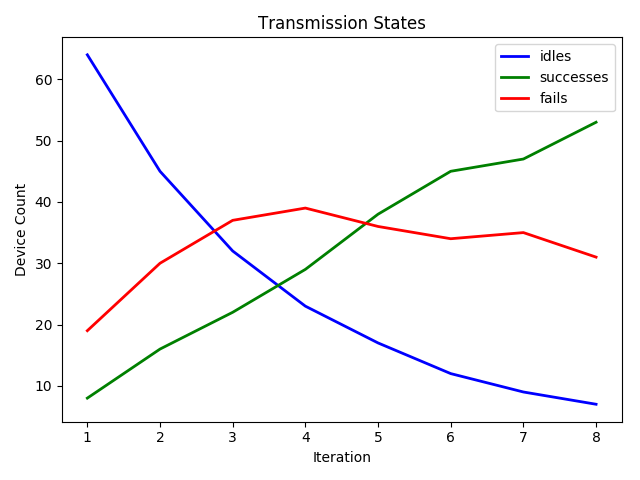 Transmission States
idles
successes
fails
Device Count
60
50
40
30
20
10
1 2 3 4 5 6 7 8
Iteration